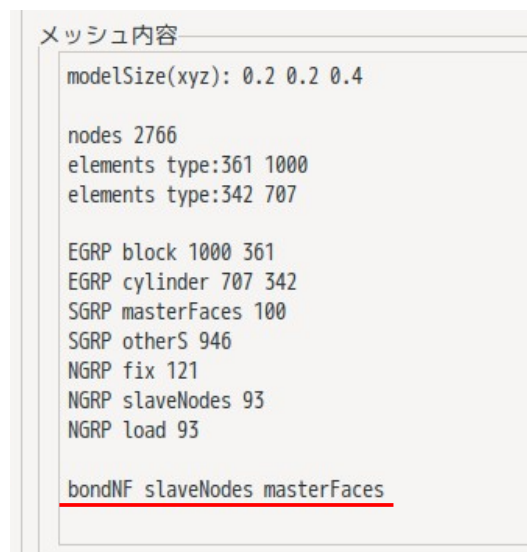 メッシュ内容
modelSize(xyz): 0.2 0.2 0.4
nodes 2766
elements type:361 1000
elements type:342 707
EGRP block 1000 361
EGRP cylinder 707 342
SGRP masterFaces 100
SGRP otherS 946
NGRP fix 121
NGRP slaveNodes 93
NGRP load 93
bondNF slaveNodes masterFaces